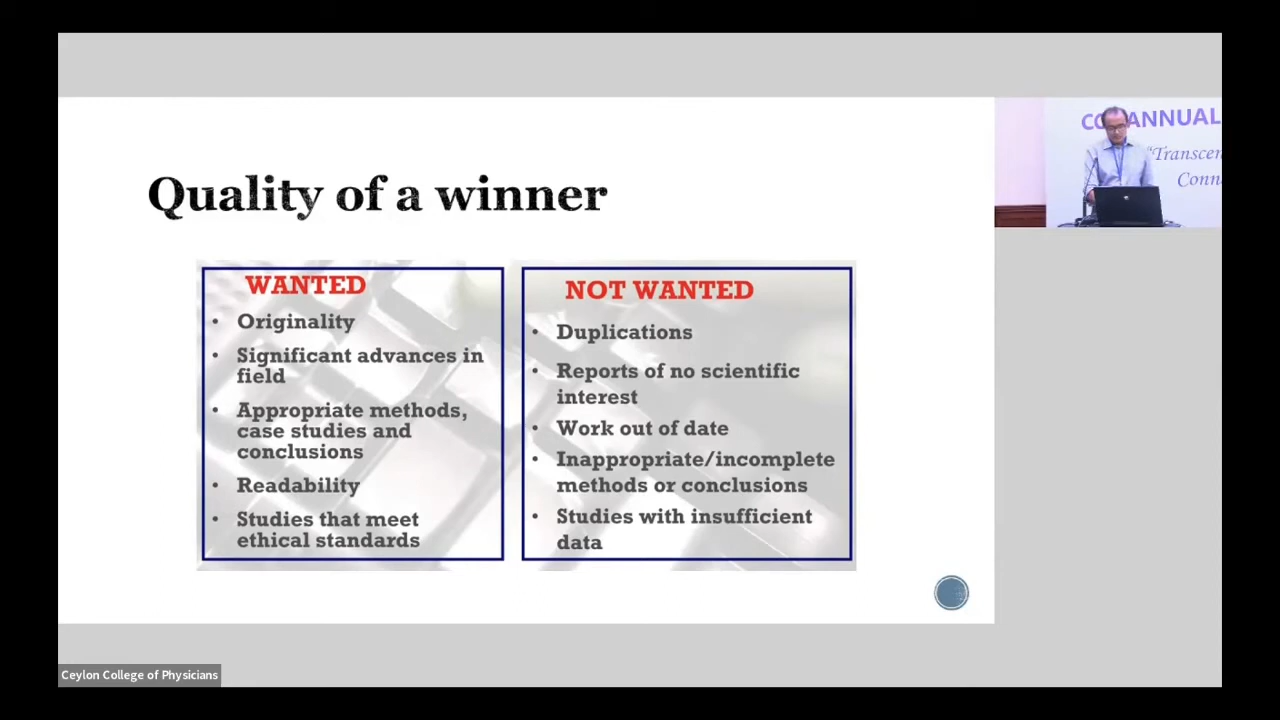 Quality of a winner
WANTED
• Originality
• Significant advances in
field
• Appropriate methods,
case studies and
conclusions
• Readability
• Studies that meet
ethical standards
NOT WANTED
• Duplications
• Reports of no scientific
interest
• Work out of date
• Inappropriate/incomplete
methods or conclusions
• Studies with insufficient
data
ANNUAL
Ceylon College of Physicians